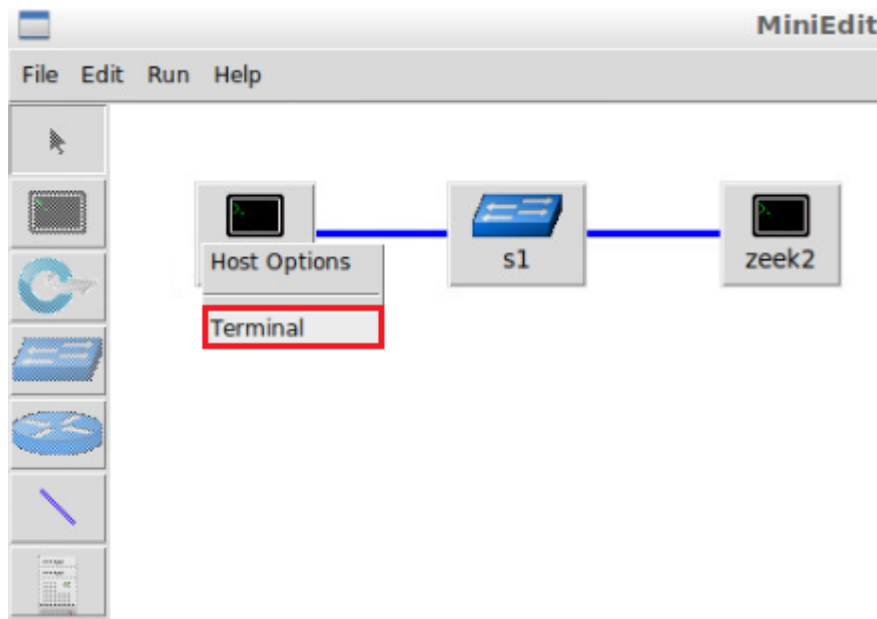 MiniEdit
File Edit Run Help
Host Options
s1
zeek2
Terminal